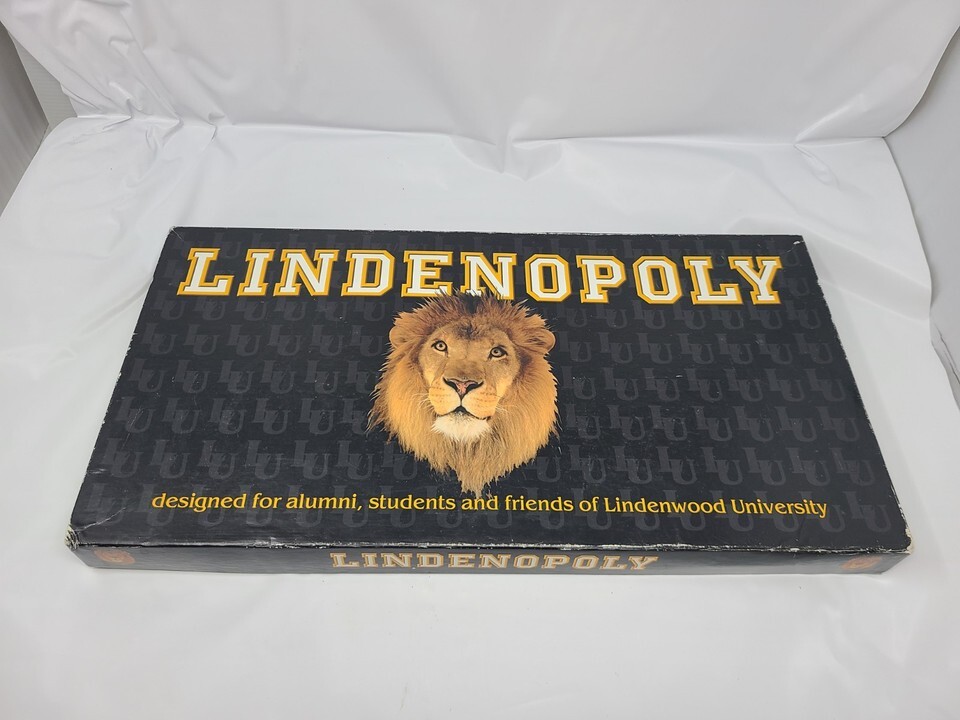 LINDENOPOLY
designed for alumni, students and friends of Lindenwood University
LINDENOPOLY